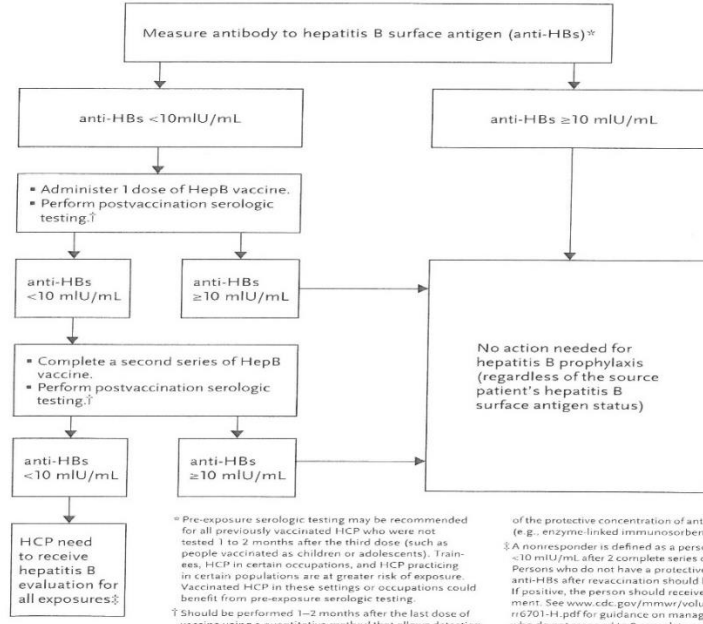 Measure antibody to hepatitis B surface antigen (anti-HBs)*
anti-HBs <10mIU/mL
anti-HBs ≥10 mIU/mL
▪ Administer 1 dose of HepB vaccine.
▪ Perform postvaccination serologic
testing.†
anti-HBs
<10 mIU/mL
anti-HBs
≥10 mIU/mL
No action needed for
hepatitis B prophylaxis
(regardless of the source
patient's hepatitis B
surface antigen status)
▪ Complete a second series of HepB
vaccine.
▪ Perform postvaccination serologic
testing.†
anti-HBs
<10 mIU/mL
anti-HBs
≥10 mIU/mL
HCP need
to receive
hepatitis B
evaluation for
all exposures‡
* Pre-exposure serologic testing may be recommended
for all previously vaccinated HCP who were not
tested 1 to 2 months after the third dose (such as
people vaccinated as children or adolescents). Train-
ees, HCP in certain occupations, and HCP practicing
in certain populations are at greater risk of exposure.
Vaccinated HCP in these settings or occupations could
benefit from pre-exposure serologic testing.
† Should be performed 1–2 months after the last dose of
vaccine using a quantitative method that allows detection
of the protective concentration of
(e.g., enzyme-linked
‡ A nonresponder is defined as a
<10 mIU/mL after 2 complete series
Persons who do not have a protective
anti-HBs after revaccination should
If positive, the person should receive
ment. See www.cdc.gov/mmwr/
rr6701-H.pdf for guidance on